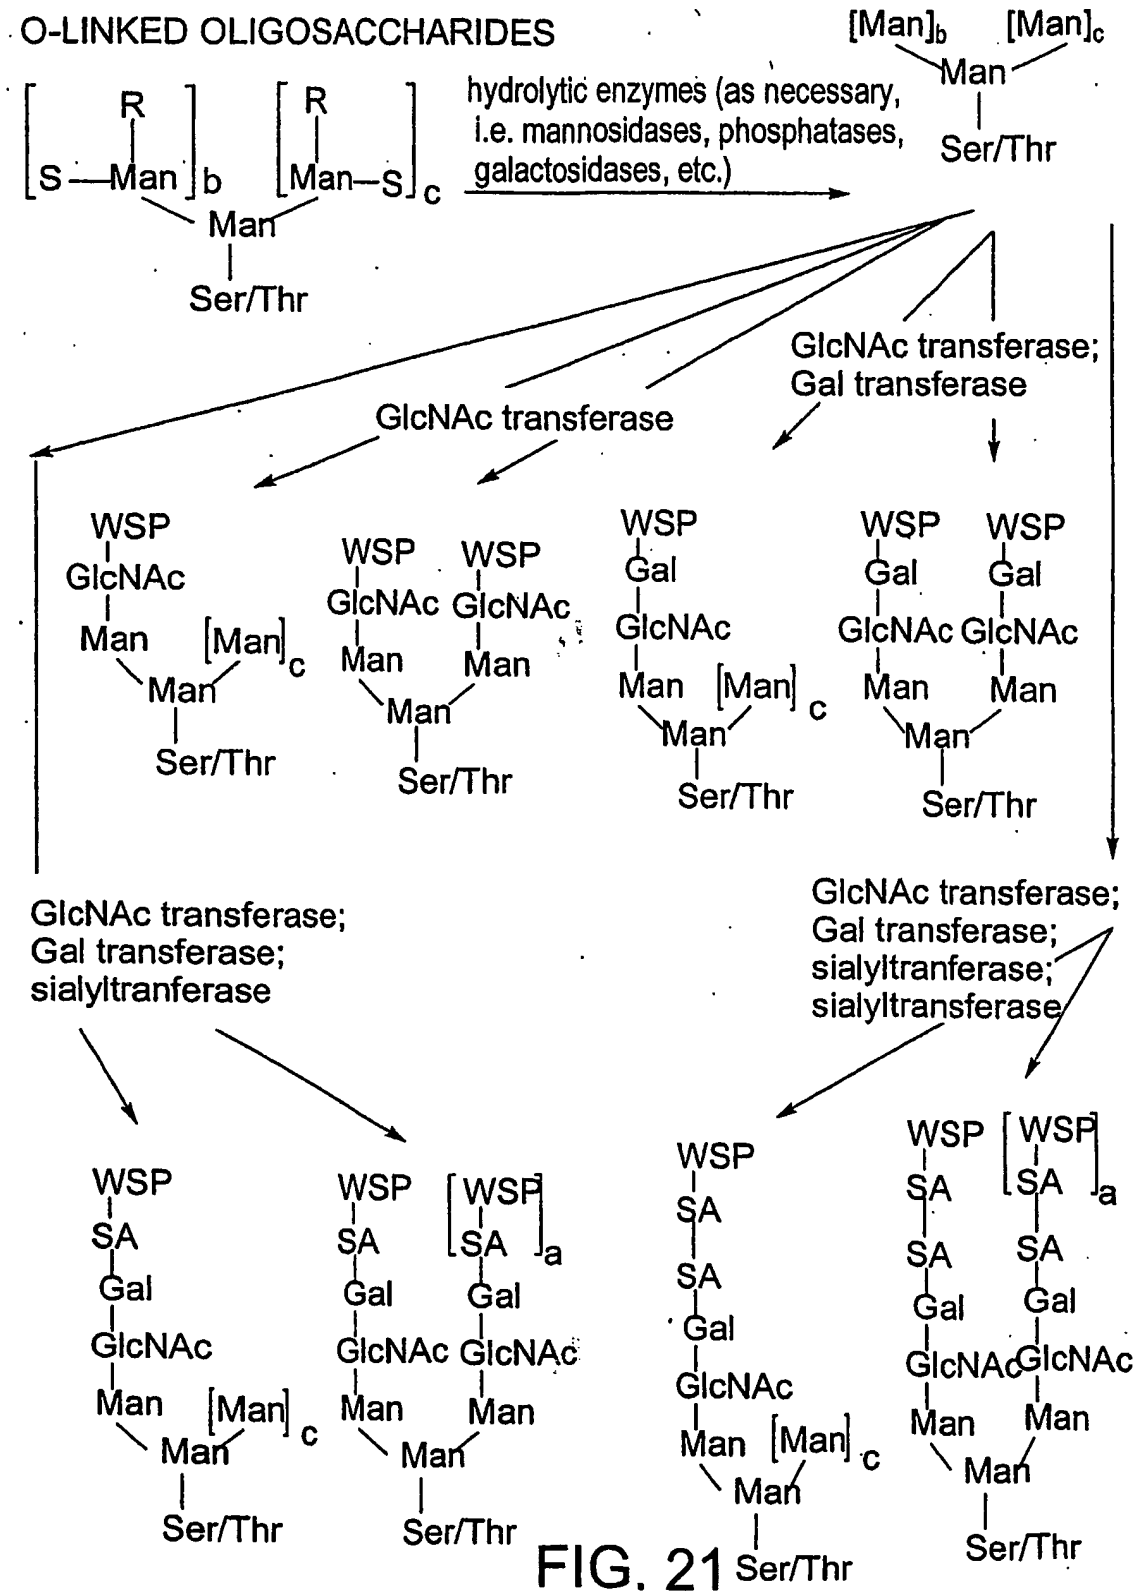 O-LINKED OLIGOSACCHARIDES
[Man]b [Man]c
Man
Ser/Thr
[R] [R]
[S—Man]b [Man—S]c
Man
Ser/Thr
hydrolytic enzymes (as necessary,
i.e. mannosidases, phosphatases,
galactosidases, etc.)
GlcNAc transferase;
Gal transferase
GlcNAc transferase
WSP
GlcNAc
Man [Man]c
Man
Ser/Thr
WSP WSP
GlcNAc GlcNAc
Man Man
Man
Ser/Thr
WSP
Gal
GlcNAc
Man [Man]c
Man
Ser/Thr
WSP WSP
Gal Gal
GlcNAc GlcNAc
Man Man
Man
Ser/Thr
GlcNAc transferase;
Gal transferase;
sialyltranferase
GlcNAc transferase;
Gal transferase;
sialyltranferase;
sialyltransferase
WSP
SA
Gal
GlcNAc
Man [Man]c
Man
Ser/Thr
WSP [WSP
SA SA]a
Gal Gal
GlcNAc GlcNAc
Man Man
Man
Ser/Thr
WSP
SA
SA
Gal
GlcNAc
Man [Man]c
Man
Ser/Thr
WSP [WSP
SA SA]a
SA SA
Gal Gal
GlcNAc GlcNAc
Man Man
Man
Ser/Thr
FIG. 21